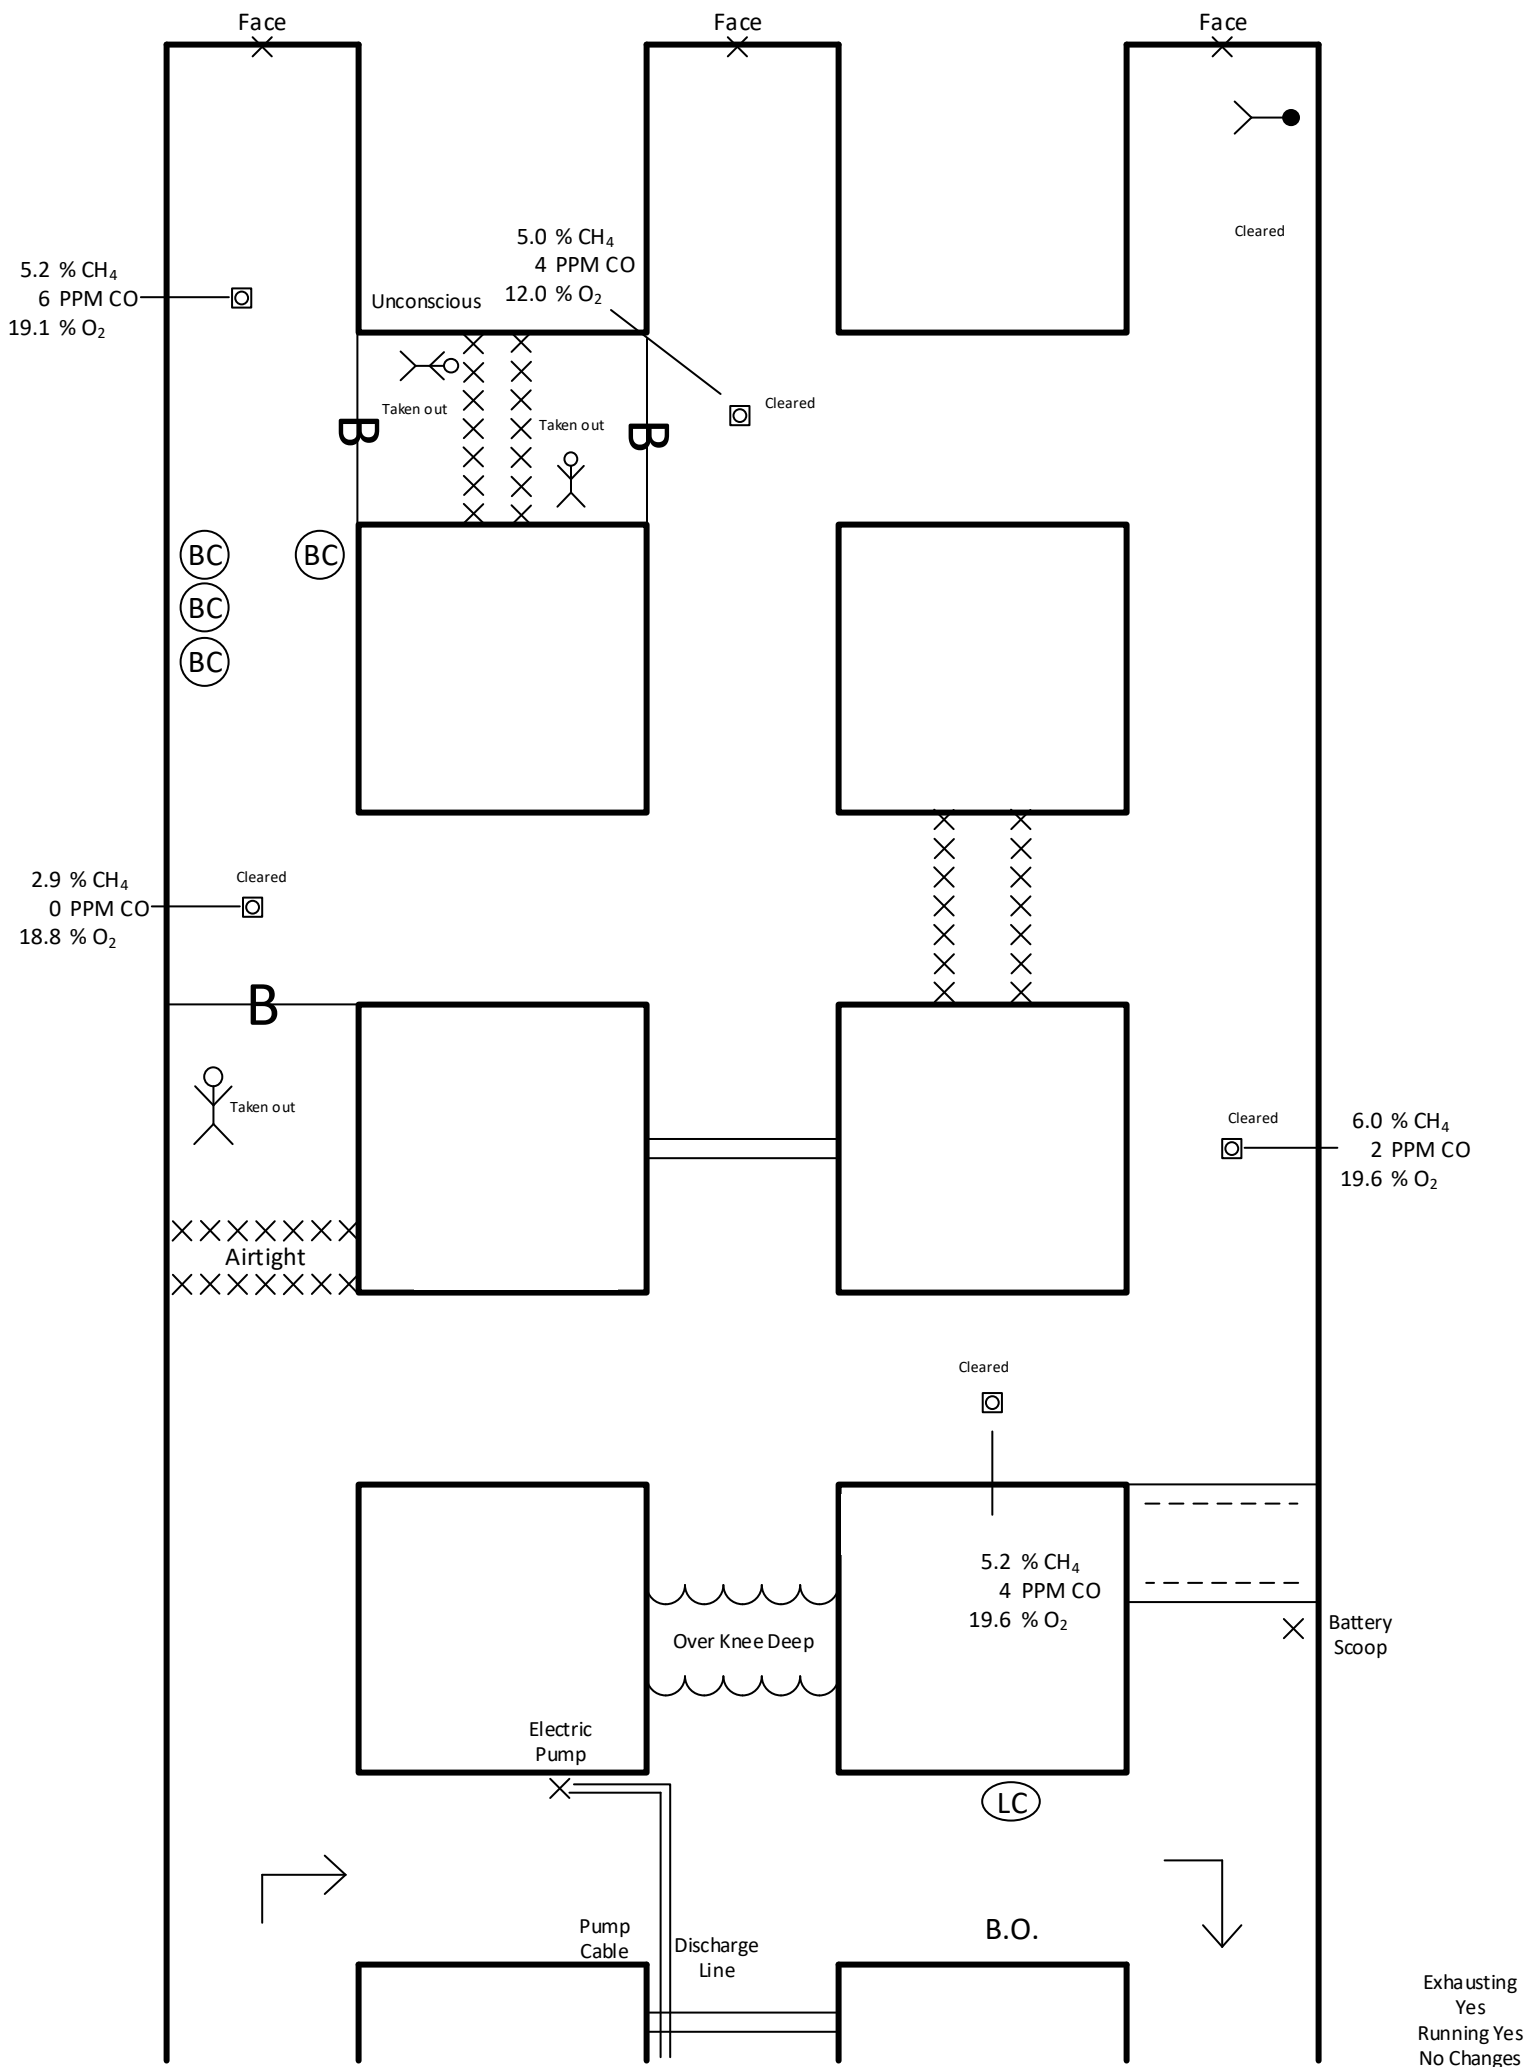 Face
Face
Face
Cleared
5.0 % CH₄
4 PPM CO
12.0 % O₂
5.2 % CH₄
6 PPM CO
19.1 % O₂
Unconscious
Taken out
Taken out
Cleared
B
B
BC
BC
BC
BC
Cleared
2.9 % CH₄
0 PPM CO
18.8 % O₂
B
Taken out
Cleared
6.0 % CH₄
2 PPM CO
19.6 % O₂
Airtight
Cleared
5.2 % CH₄
4 PPM CO
19.6 % O₂
Battery
Scoop
Over Knee Deep
Electric
Pump
LC
Pump
Cable
Discharge
Line
B.O.
Exhausting
Yes
Running Yes
No Changes